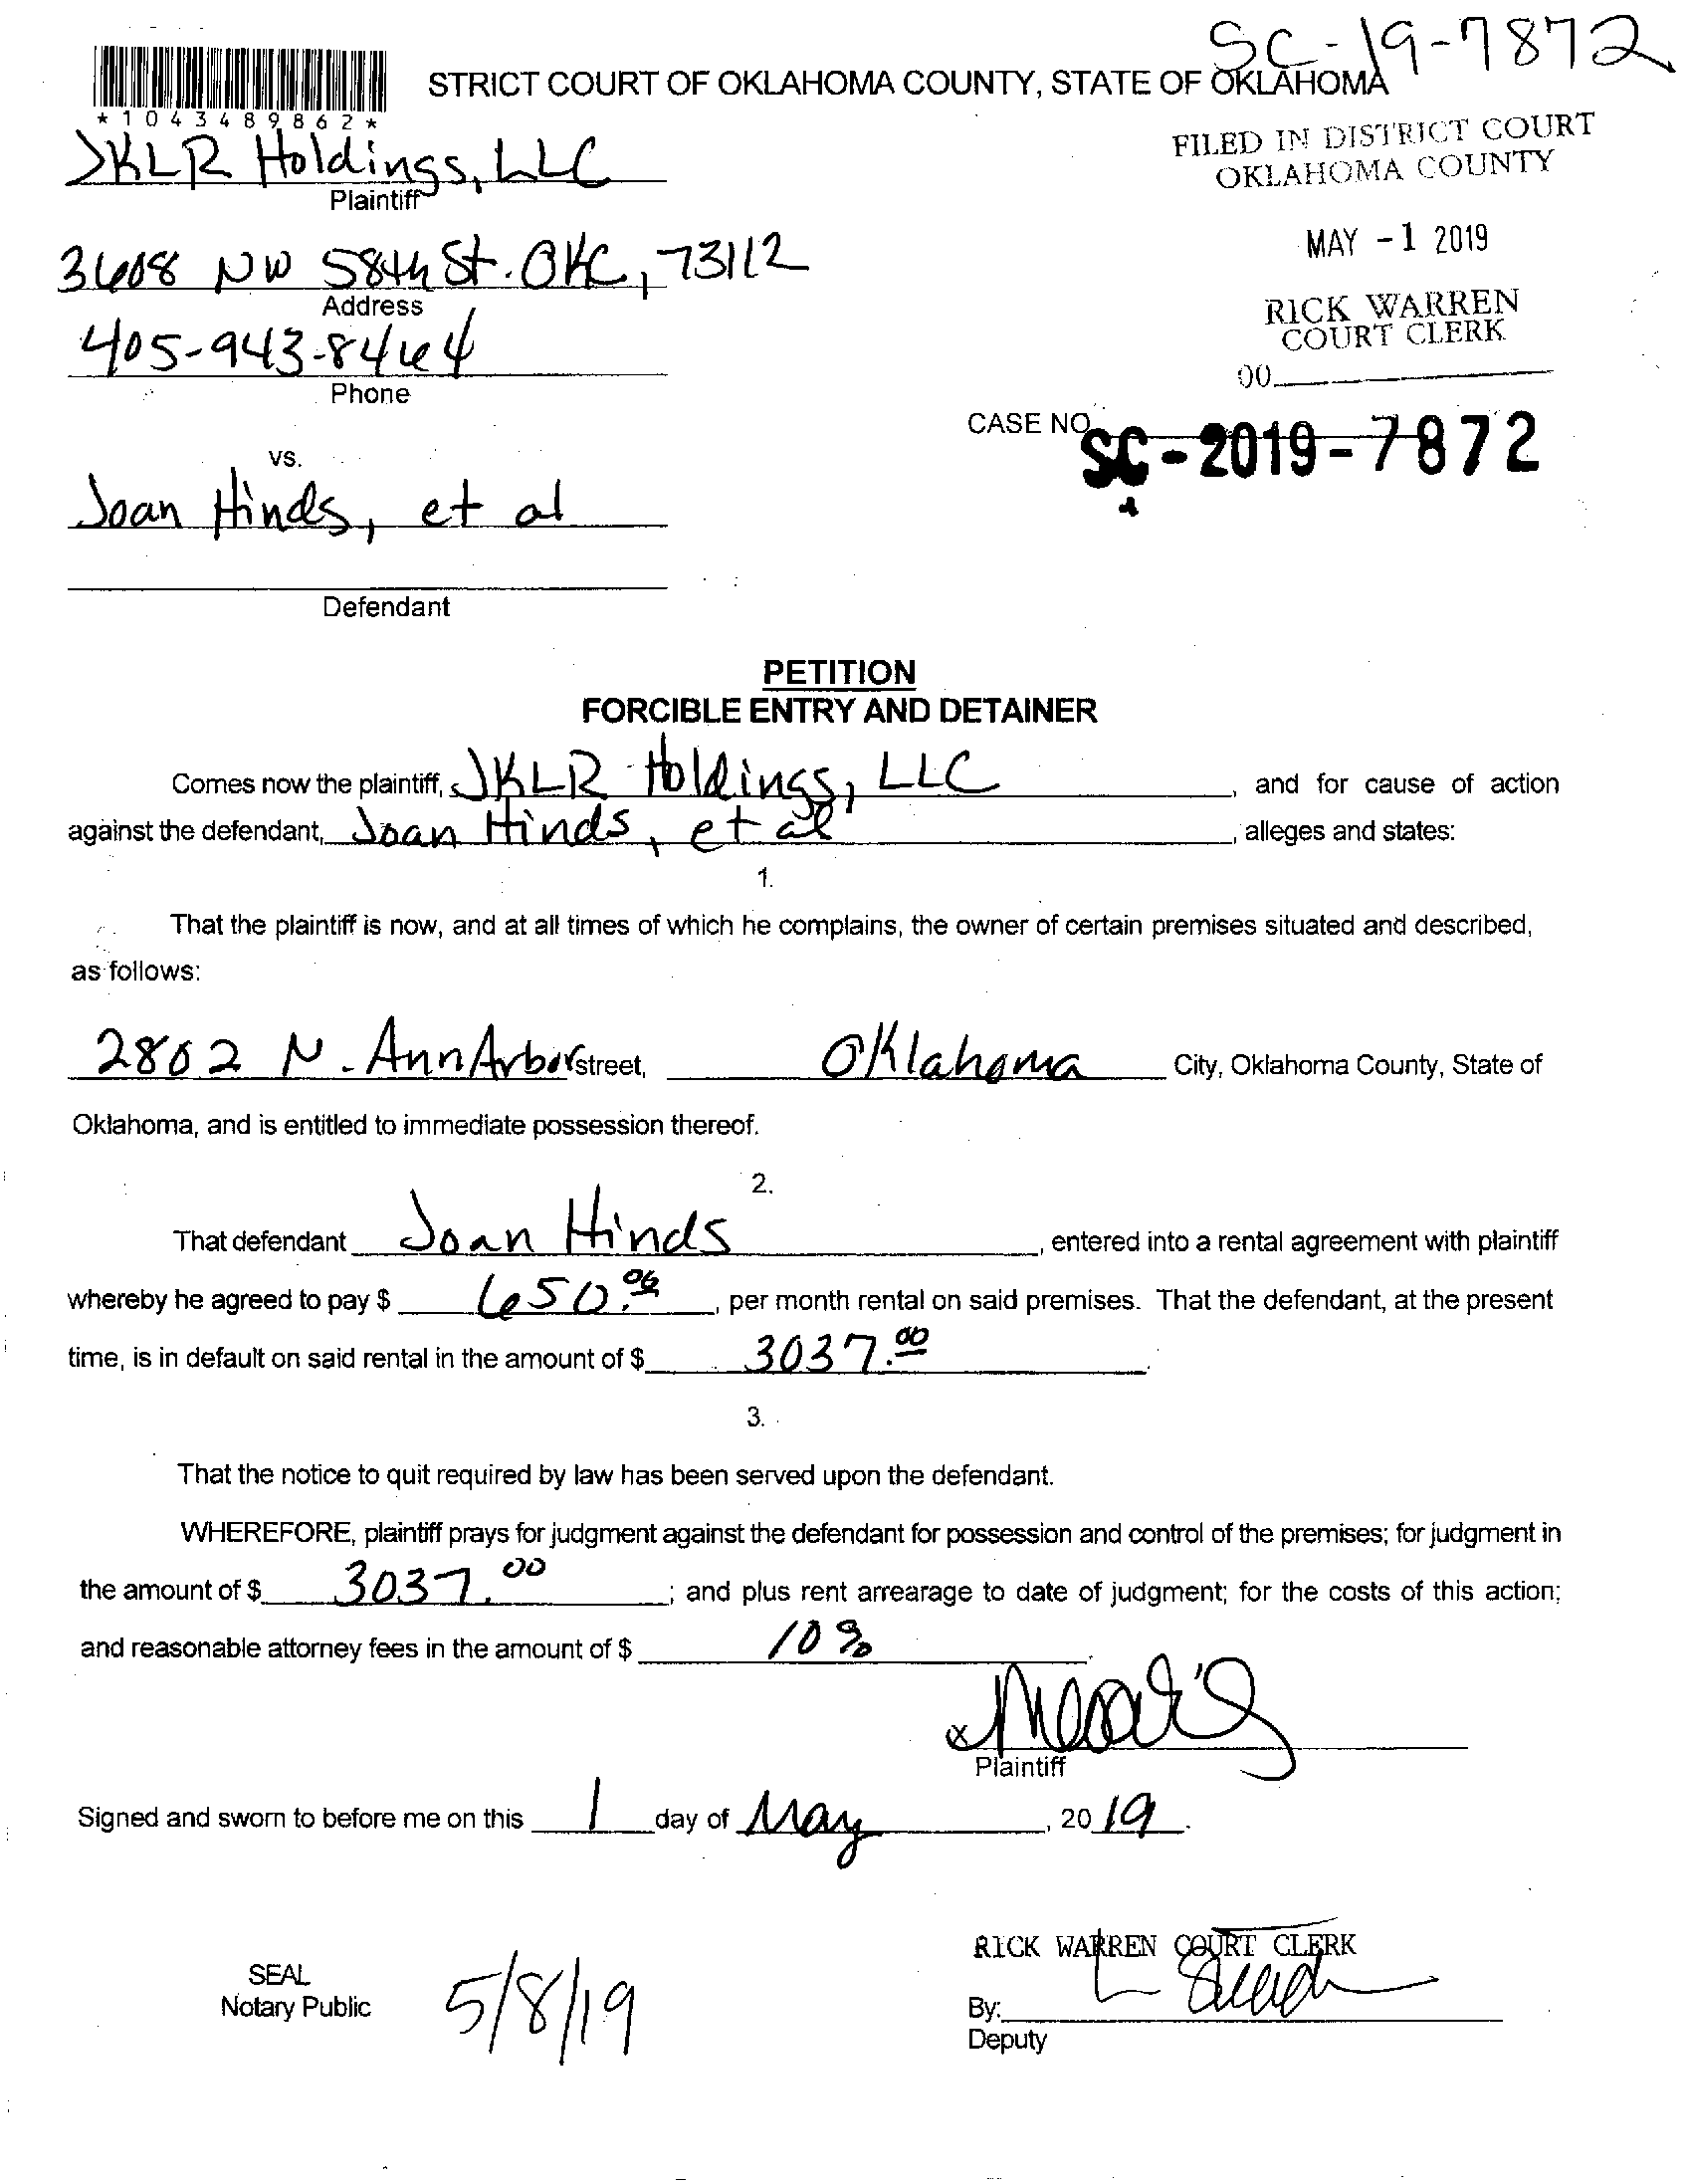 SC-19-7872
STRICT COURT OF OKLAHOMA COUNTY, STATE OF OKLAHOMA
*1043489862*
JKLR Holdings, LLC
Plaintiff
FILED IN DISTRICT COURT
OKLAHOMA COUNTY
3608 NW 58th St. OKC, 73112
Address
MAY -1 2019
405-943-8464
Phone
RICK WARREN
COURT CLERK
00
CASE NO. SC-2019-7872
vs.
Joan Hinds, et al
Defendant
PETITION
FORCIBLE ENTRY AND DETAINER
Comes now the plaintiff, JKLR Holdings, LLC, and for cause of action
against the defendant, Joan Hinds, et al, alleges and states:
1.
That the plaintiff is now, and at all times of which he complains, the owner of certain premises situated and described,
as follows:
2802 N. Ann Arbor street, Oklahoma City, Oklahoma County, State of
Oklahoma, and is entitled to immediate possession thereof.
2.
That defendant Joan Hinds, entered into a rental agreement with plaintiff
whereby he agreed to pay $ 650.00, per month rental on said premises. That the defendant, at the present
time, is in default on said rental in the amount of $ 3037.00.
3.
That the notice to quit required by law has been served upon the defendant.
WHEREFORE, plaintiff prays for judgment against the defendant for possession and control of the premises; for judgment in
the amount of $ 3037.00; and plus rent arrearage to date of judgment; for the costs of this action;
and reasonable attorney fees in the amount of $ 10%.
x
Plaintiff
Signed and sworn to before me on this 1 day of May, 20 19.
RICK WARREN COURT CLERK
SEAL
Notary Public
5/8/19
By:
Deputy